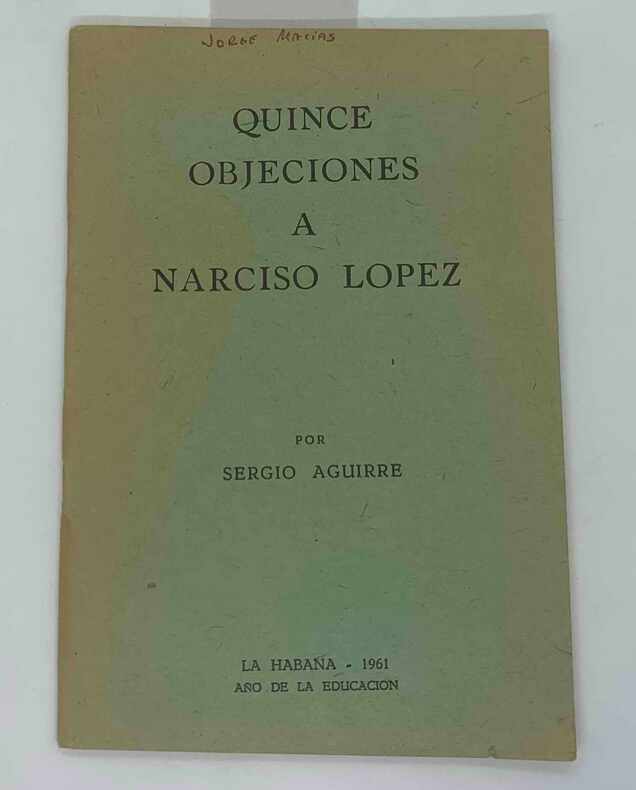 JORGE MACIAS
QUINCE
OBJECIONES
A
NARCISO LOPEZ
POR
SERGIO AGUIRRE
LA HABANA - 1961
AÑO DE LA EDUCACION